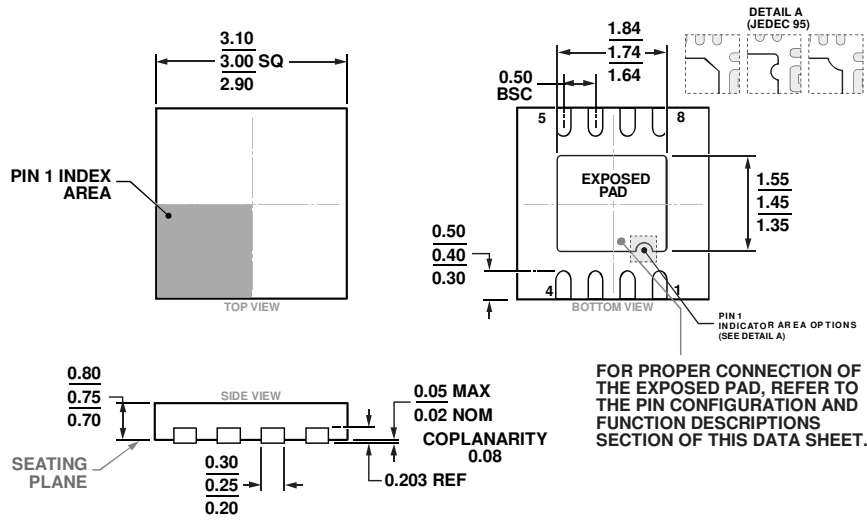 3.10
3.00 SQ
2.90
PIN 1 INDEX
AREA
TOP VIEW
DETAIL A
(JEDEC 95)
1.84
1.74
1.64
0.50
BSC
5
8
EXPOSED
PAD
1.55
1.45
1.35
0.50
0.40
0.30
4
1
BOTTOM VIEW
PIN 1
INDICATOR AREA OPTIONS
(SEE DETAIL A)
FOR PROPER CONNECTION OF
THE EXPOSED PAD, REFER TO
THE PIN CONFIGURATION AND
FUNCTION DESCRIPTIONS
SECTION OF THIS DATA SHEET.
0.80
0.75
0.70
SIDE VIEW
0.05 MAX
0.02 NOM
COPLANARITY
0.08
SEATING
PLANE
0.30
0.25
0.20
0.203 REF